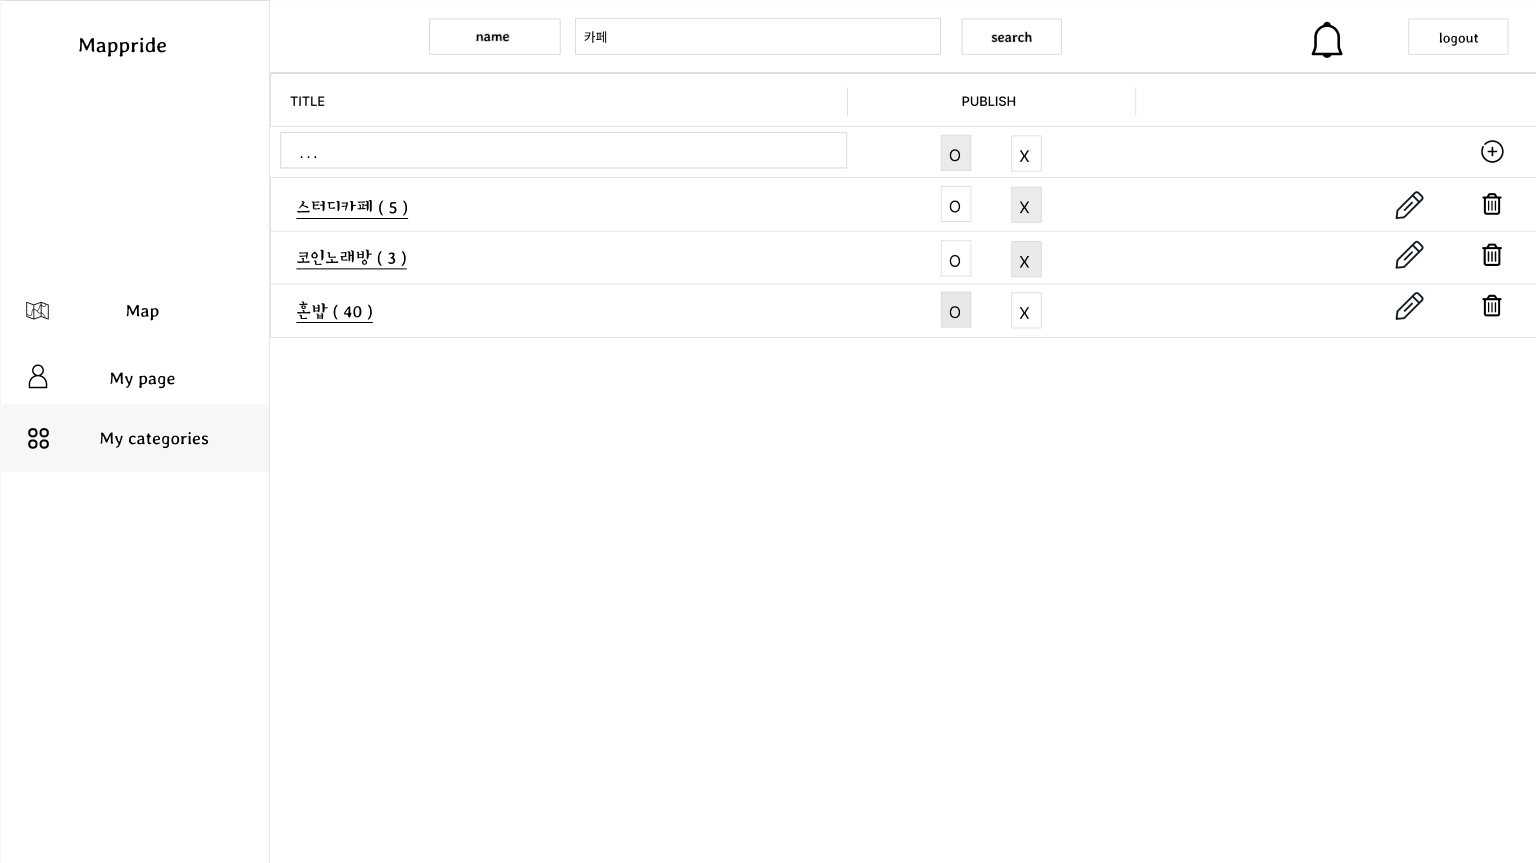 Mappride
name 카페 search logout
TITLE PUBLISH
... O X
스터디카페 ( 5 ) O X
코인노래방 ( 3 ) O X
혼밥 ( 40 ) O X
Map
My page
My categories